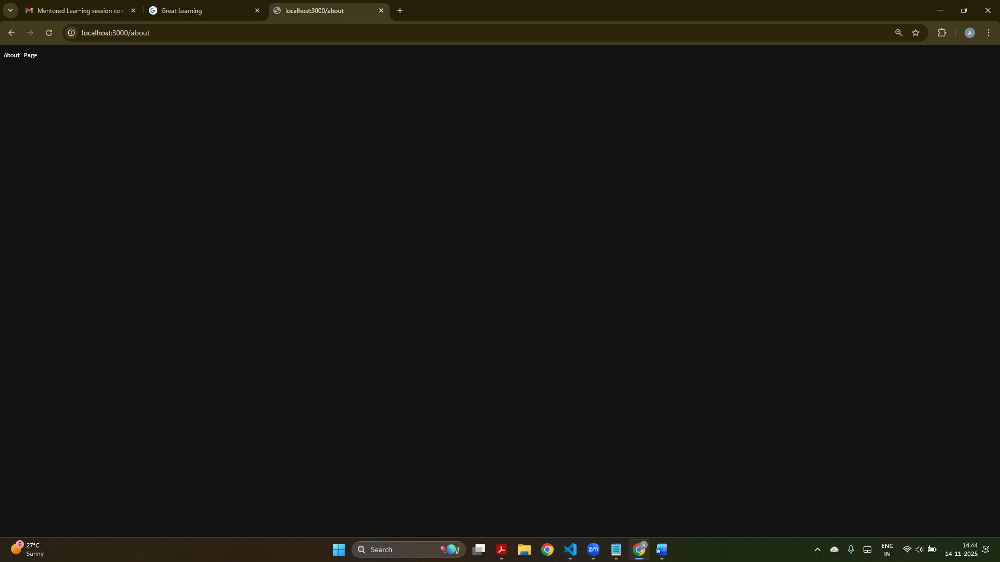 Mentored Learning session con
Great Learning
localhost:3000/about
localhost:3000/about
A
About Page
6
27°C
Sunny
Search
zm
A
W
ENG
IN
14:44
14-11-2025